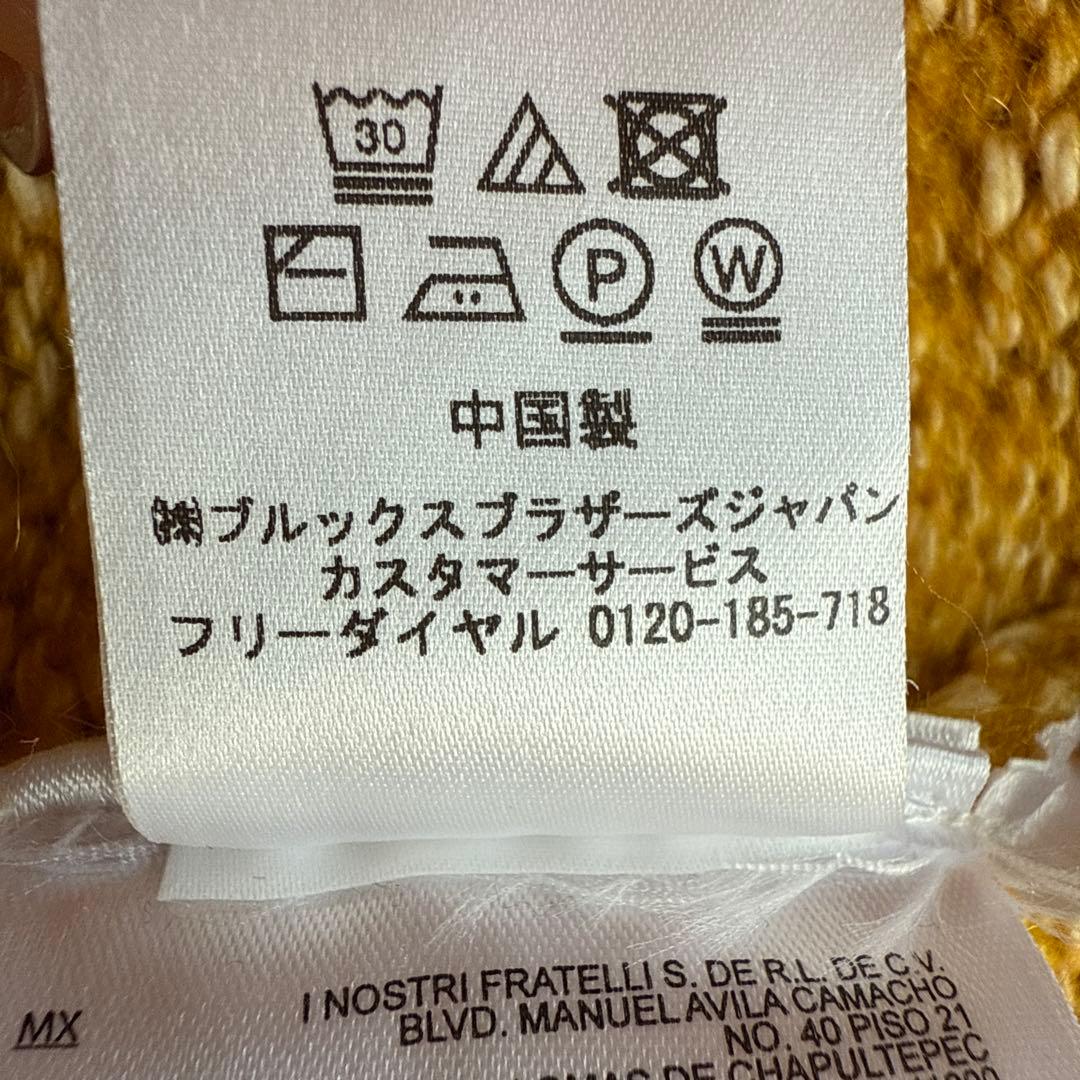 30
P W
中国製
㈱ブルックスブラザーズジャパン
カスタマーサービス
フリーダイヤル 0120-185-718
I NOSTRI FRATELLI S. DE R.L. DE C.V.
MX
BLVD. MANUEL AVILA CAMACHO
NO. 40 PISO 21
DE CHAPULTEPEC